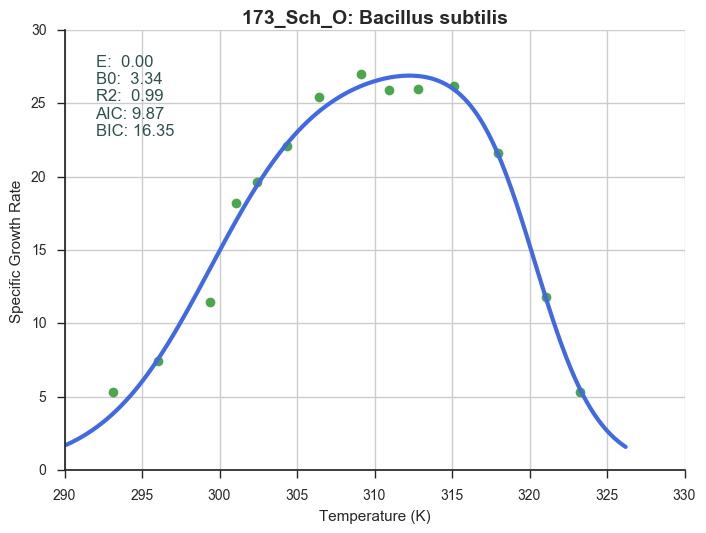 173_Sch_O: Bacillus subtilis
30
E:  0.00
B0:  3.34
R2:  0.99
AIC: 9.87
BIC: 16.35
25
20
Specific Growth Rate
15
10
5
0
290 295 300 305 310 315 320 325 330
Temperature (K)